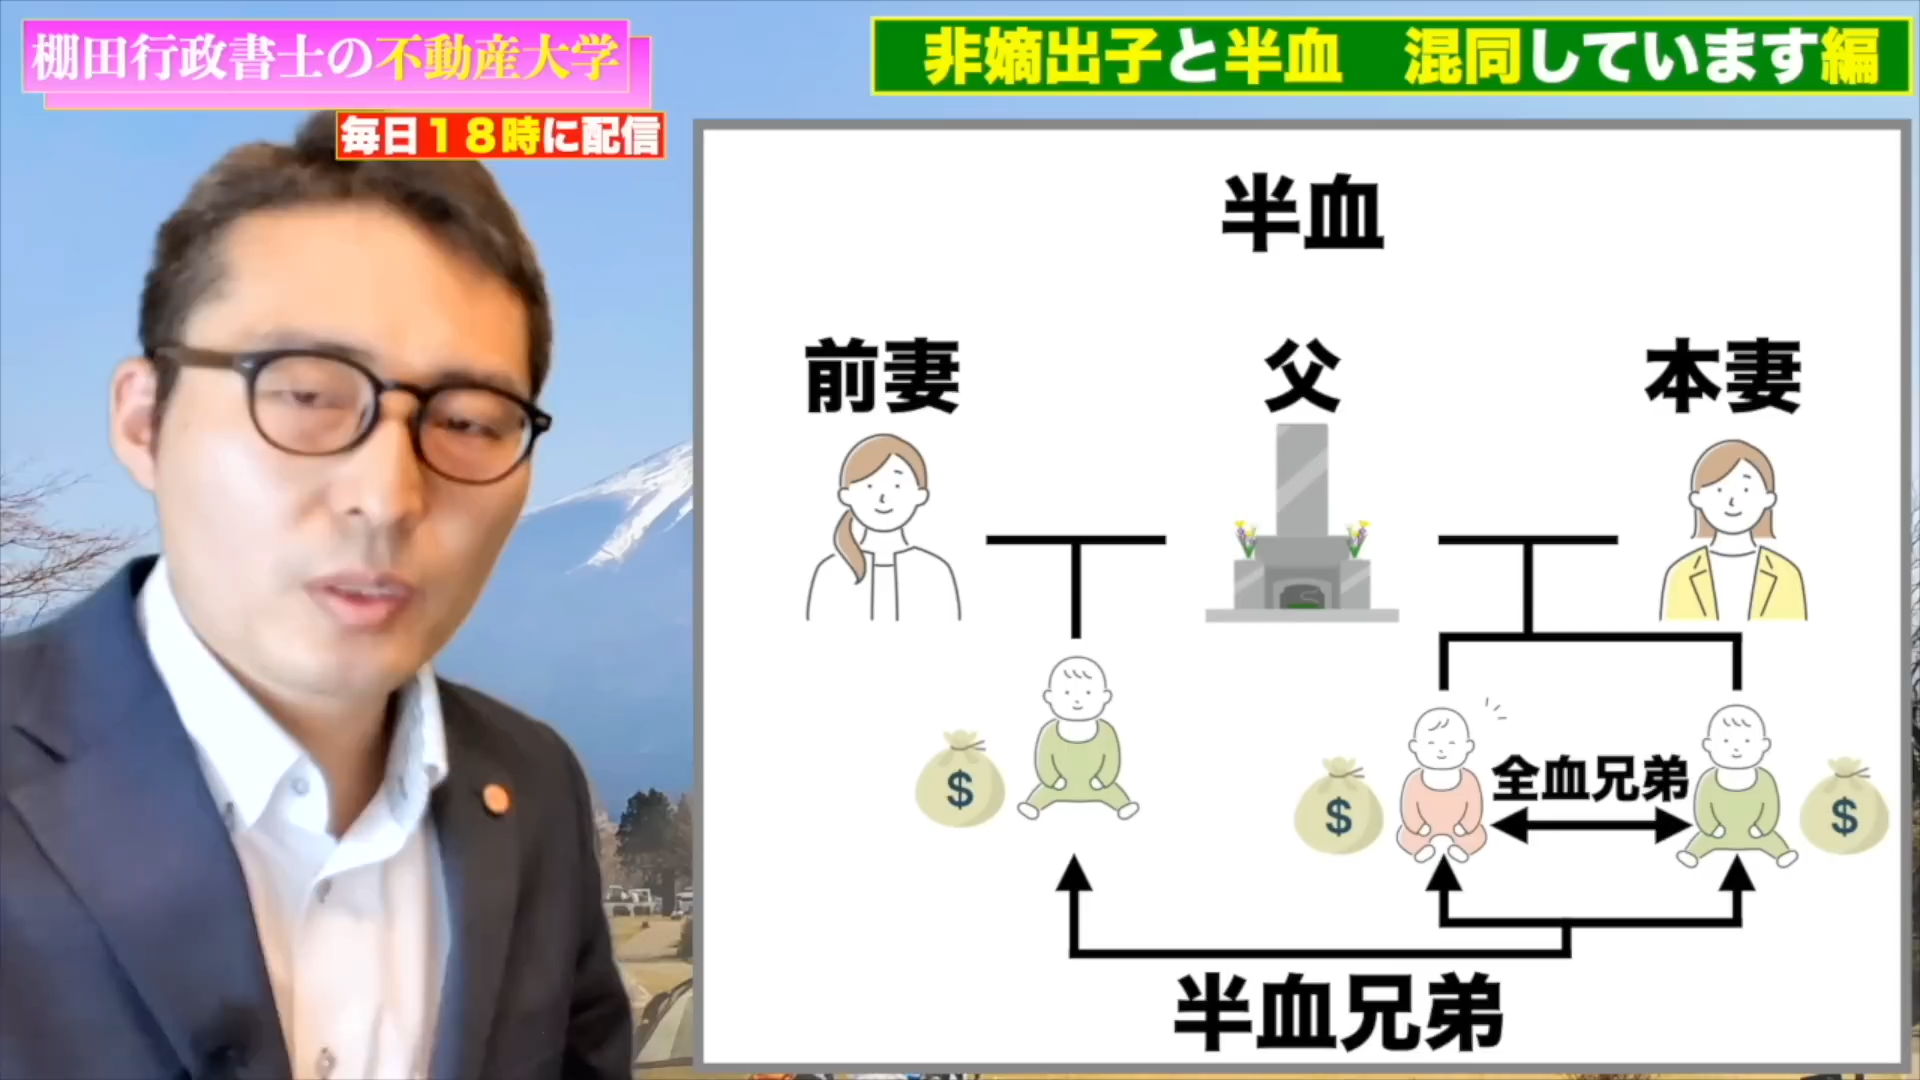 棚田行政書士の不動産大学
毎日18時に配信
非嫡出子と半血 混同しています編
半血
前妻
父
本妻
$
$
全血兄弟
$
半血兄弟